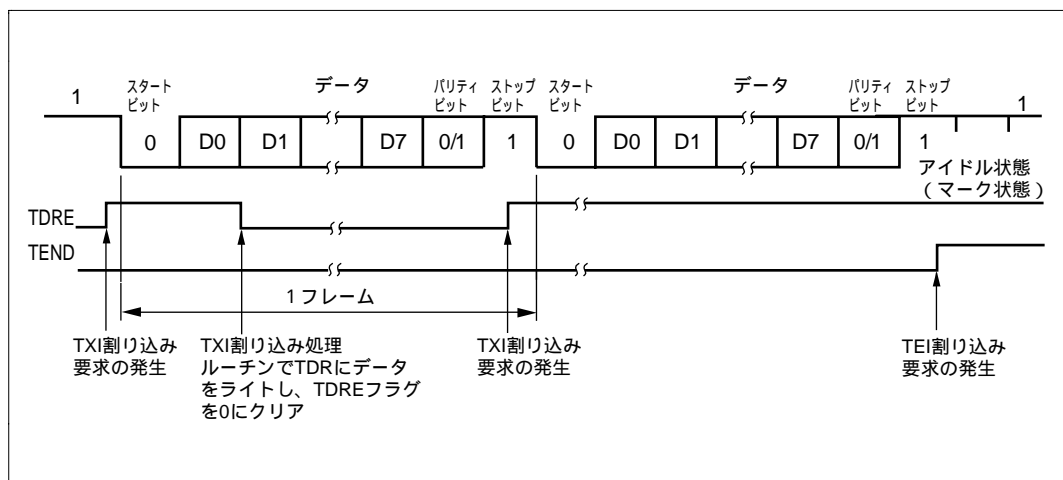 1
スタート
ビット
データ
パリティ
ビット
ストップ
ビット
スタート
ビット
データ
パリティ
ビット
ストップ
ビット
1
0 D0 D1 D7 0/1 1 0 D0 D1 D7 0/1 1
アイドル状態
(マーク状態)
TDRE
TEND
1フレーム
TXI割り込み
要求の発生
TXI割り込み処理
ルーチンでTDRにデータ
をライトし、TDREフラグ
を0にクリア
TXI割り込み
要求の発生
TEI割り込み
要求の発生